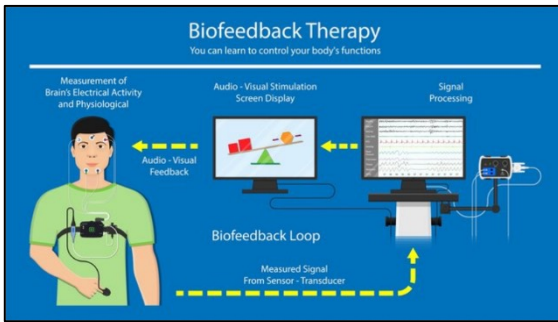 Biofeedback Therapy
You can learn to control your body's functions
Measurement of
Brain's Electrical Activity
and Physiological
Audio - Visual Stimulation
Screen Display
Signal
Processing
Audio - Visual
Feedback
Biofeedback Loop
Measured Signal
From Sensor - Transducer